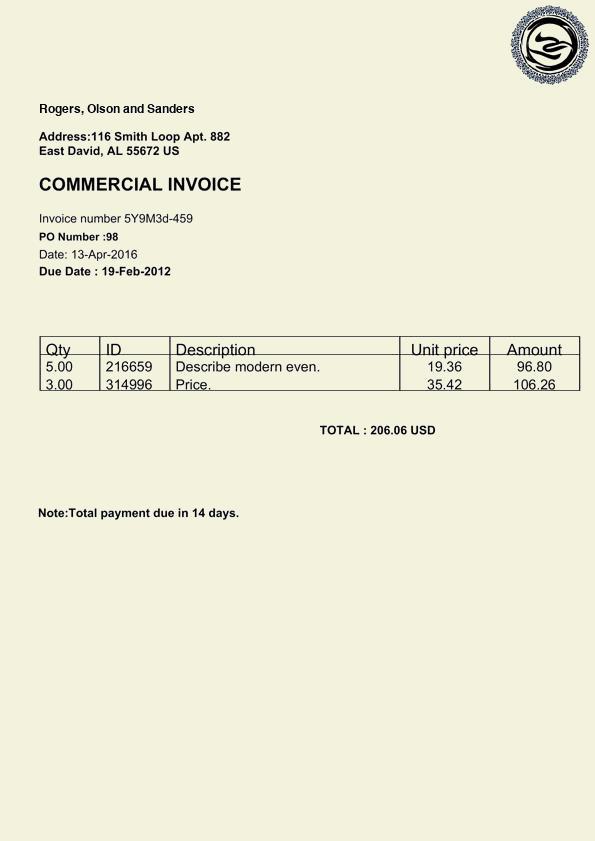 Rogers, Olson and Sanders
Address:116 Smith Loop Apt. 882
East David, AL 55672 US
COMMERCIAL INVOICE
Invoice number 5Y9M3d-459
PO Number :98
Date: 13-Apr-2016
Due Date : 19-Feb-2012
Qty ID Description Unit price Amount
5.00 216659 Describe modern even. 19.36 96.80
3.00 314996 Price. 35.42 106.26
TOTAL : 206.06 USD
Note:Total payment due in 14 days.